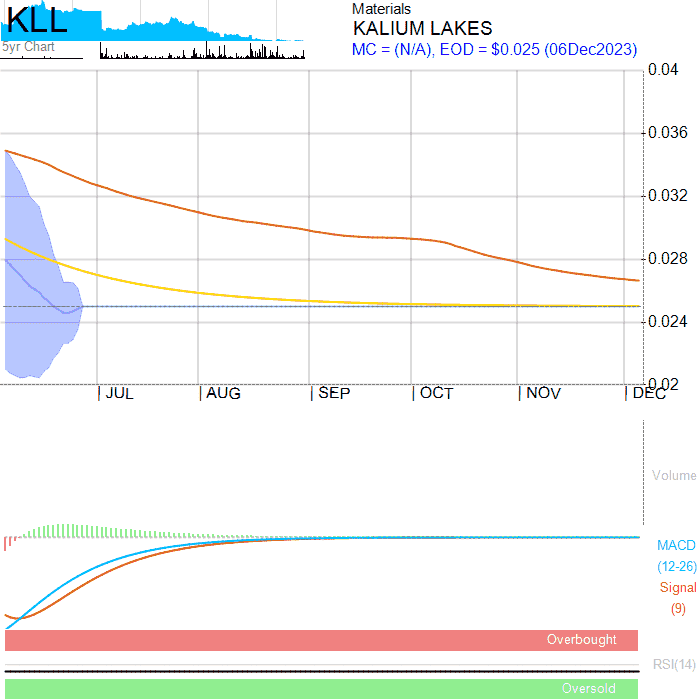 KLL
5yr Chart
Materials
KALIUM LAKES
MC = (N/A), EOD = $0.025 (06Dec2023)
0.04
0.036
0.032
0.028
0.024
0.02
JUL AUG SEP OCT NOV DEC
Volume
MACD
(12-26)
Signal
(9)
Overbought
RSI(14)
Oversold